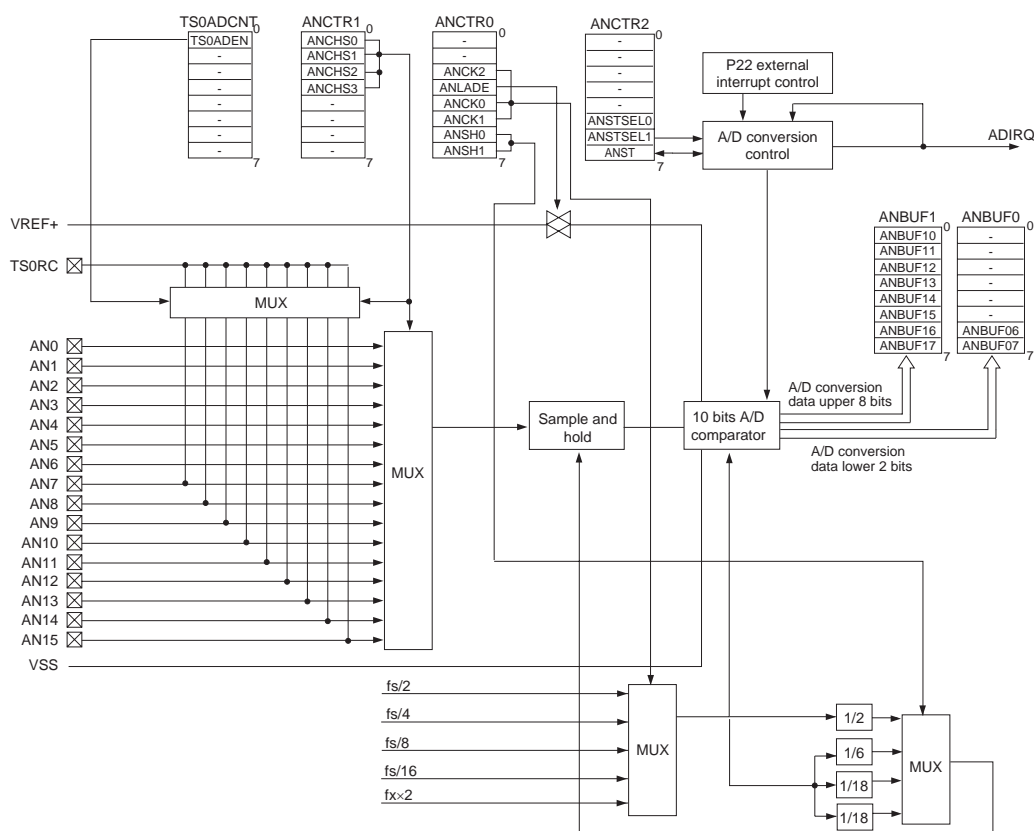 TS0ADCNT
0
TS0ADEN
-
-
-
-
-
-
-
7
ANCTR1
0
ANCHS0
ANCHS1
ANCHS2
ANCHS3
-
-
-
-
7
ANCTR0
0
-
-
ANCK2
ANLADE
ANCK0
ANCK1
ANSH0
ANSH1
7
ANCTR2
0
-
-
-
-
-
ANSTSEL0
ANSTSEL1
ANST
7
P22 external
interrupt control
A/D conversion
control
ADIRQ
VREF+
TS0RC
MUX
ANBUF1
0
ANBUF10
ANBUF11
ANBUF12
ANBUF13
ANBUF14
ANBUF15
ANBUF16
ANBUF17
7
ANBUF0
0
-
-
-
-
-
-
ANBUF06
ANBUF07
7
AN0
AN1
AN2
AN3
AN4
AN5
AN6
AN7
AN8
AN9
AN10
AN11
AN12
AN13
AN14
AN15
VSS
MUX
Sample and
hold
10 bits A/D
comparator
A/D conversion
data upper 8 bits
A/D conversion
data lower 2 bits
fs/2
fs/4
fs/8
fs/16
fx×2
MUX
1/2
1/6
1/18
1/18
MUX